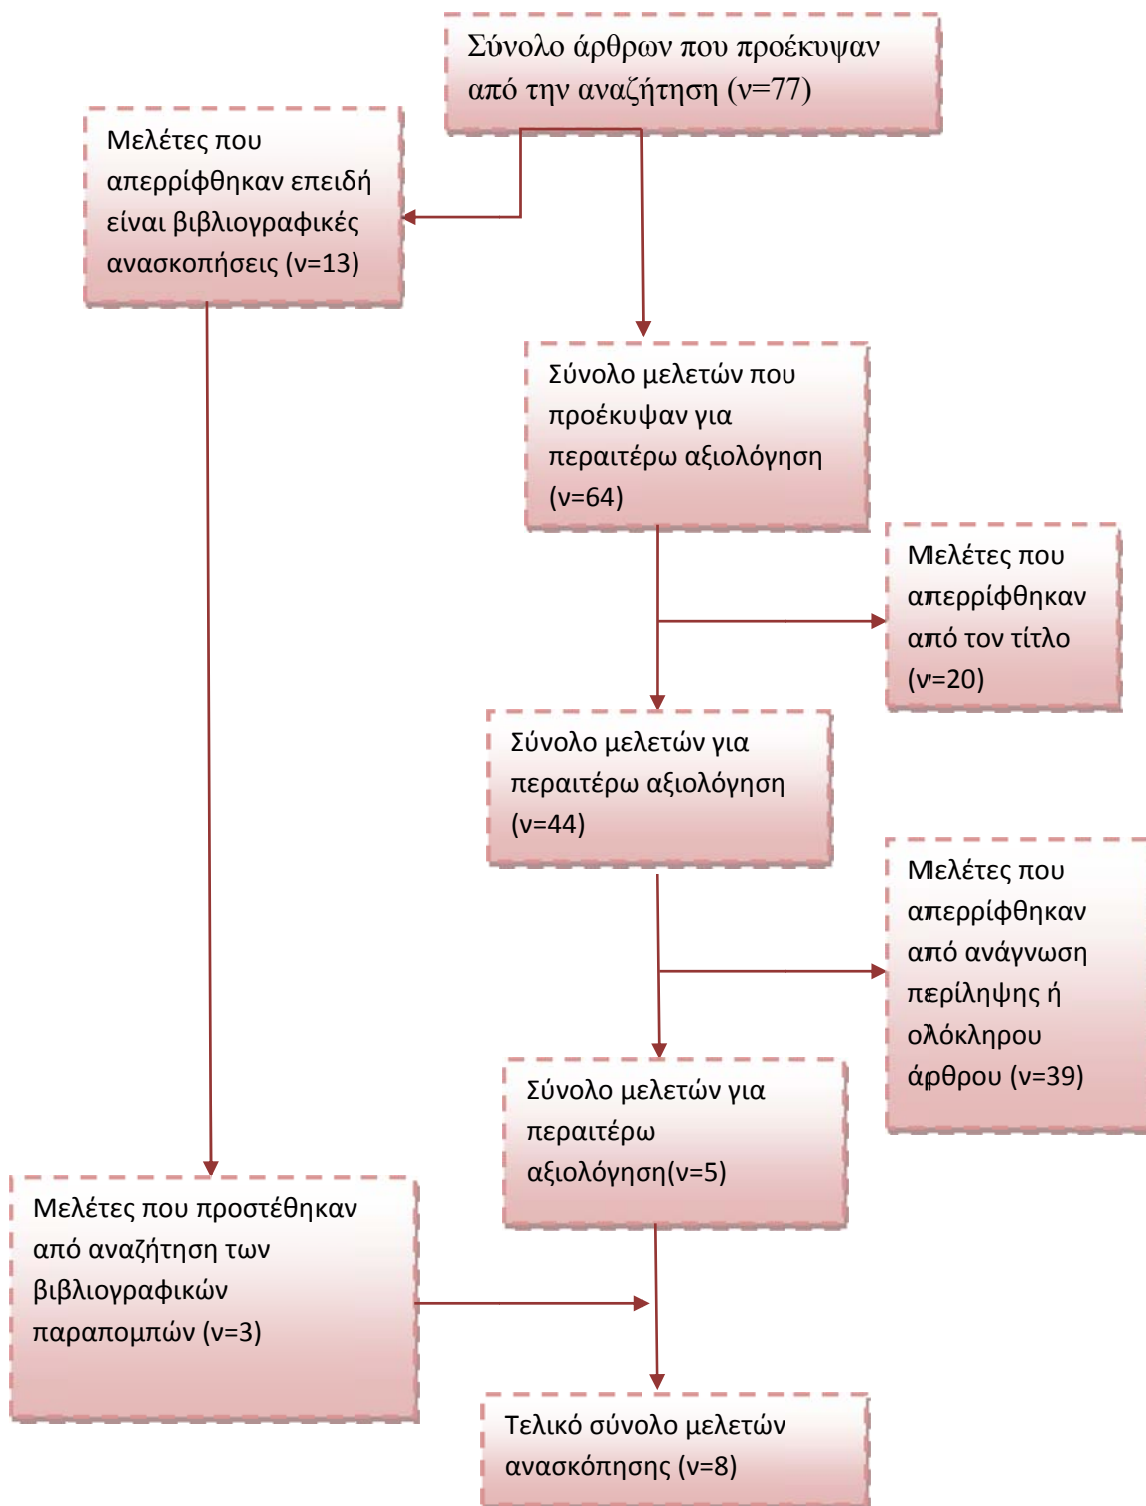 Σύνολο άρθρων που προέκυψαν
από την αναζήτηση (ν=77)
Μελέτες που
απερρίφθηκαν επειδή
είναι βιβλιογραφικές
ανασκοπήσεις (ν=13)
Σύνολο μελετών που
προέκυψαν για
περαιτέρω αξιολόγηση
(ν=64)
Μελέτες που
απερρίφθηκαν
από τον τίτλο
(ν=20)
Σύνολο μελετών για
περαιτέρω αξιολόγηση
(ν=44)
Μελέτες που
απερρίφθηκαν
από ανάγνωση
περίληψης ή
ολόκληρου
άρθρου (ν=39)
Σύνολο μελετών για
περαιτέρω
αξιολόγηση(ν=5)
Μελέτες που προστέθηκαν
από αναζήτηση των
βιβλιογραφικών
παραπομπών (ν=3)
Τελικό σύνολο μελετών
ανασκόπησης (ν=8)